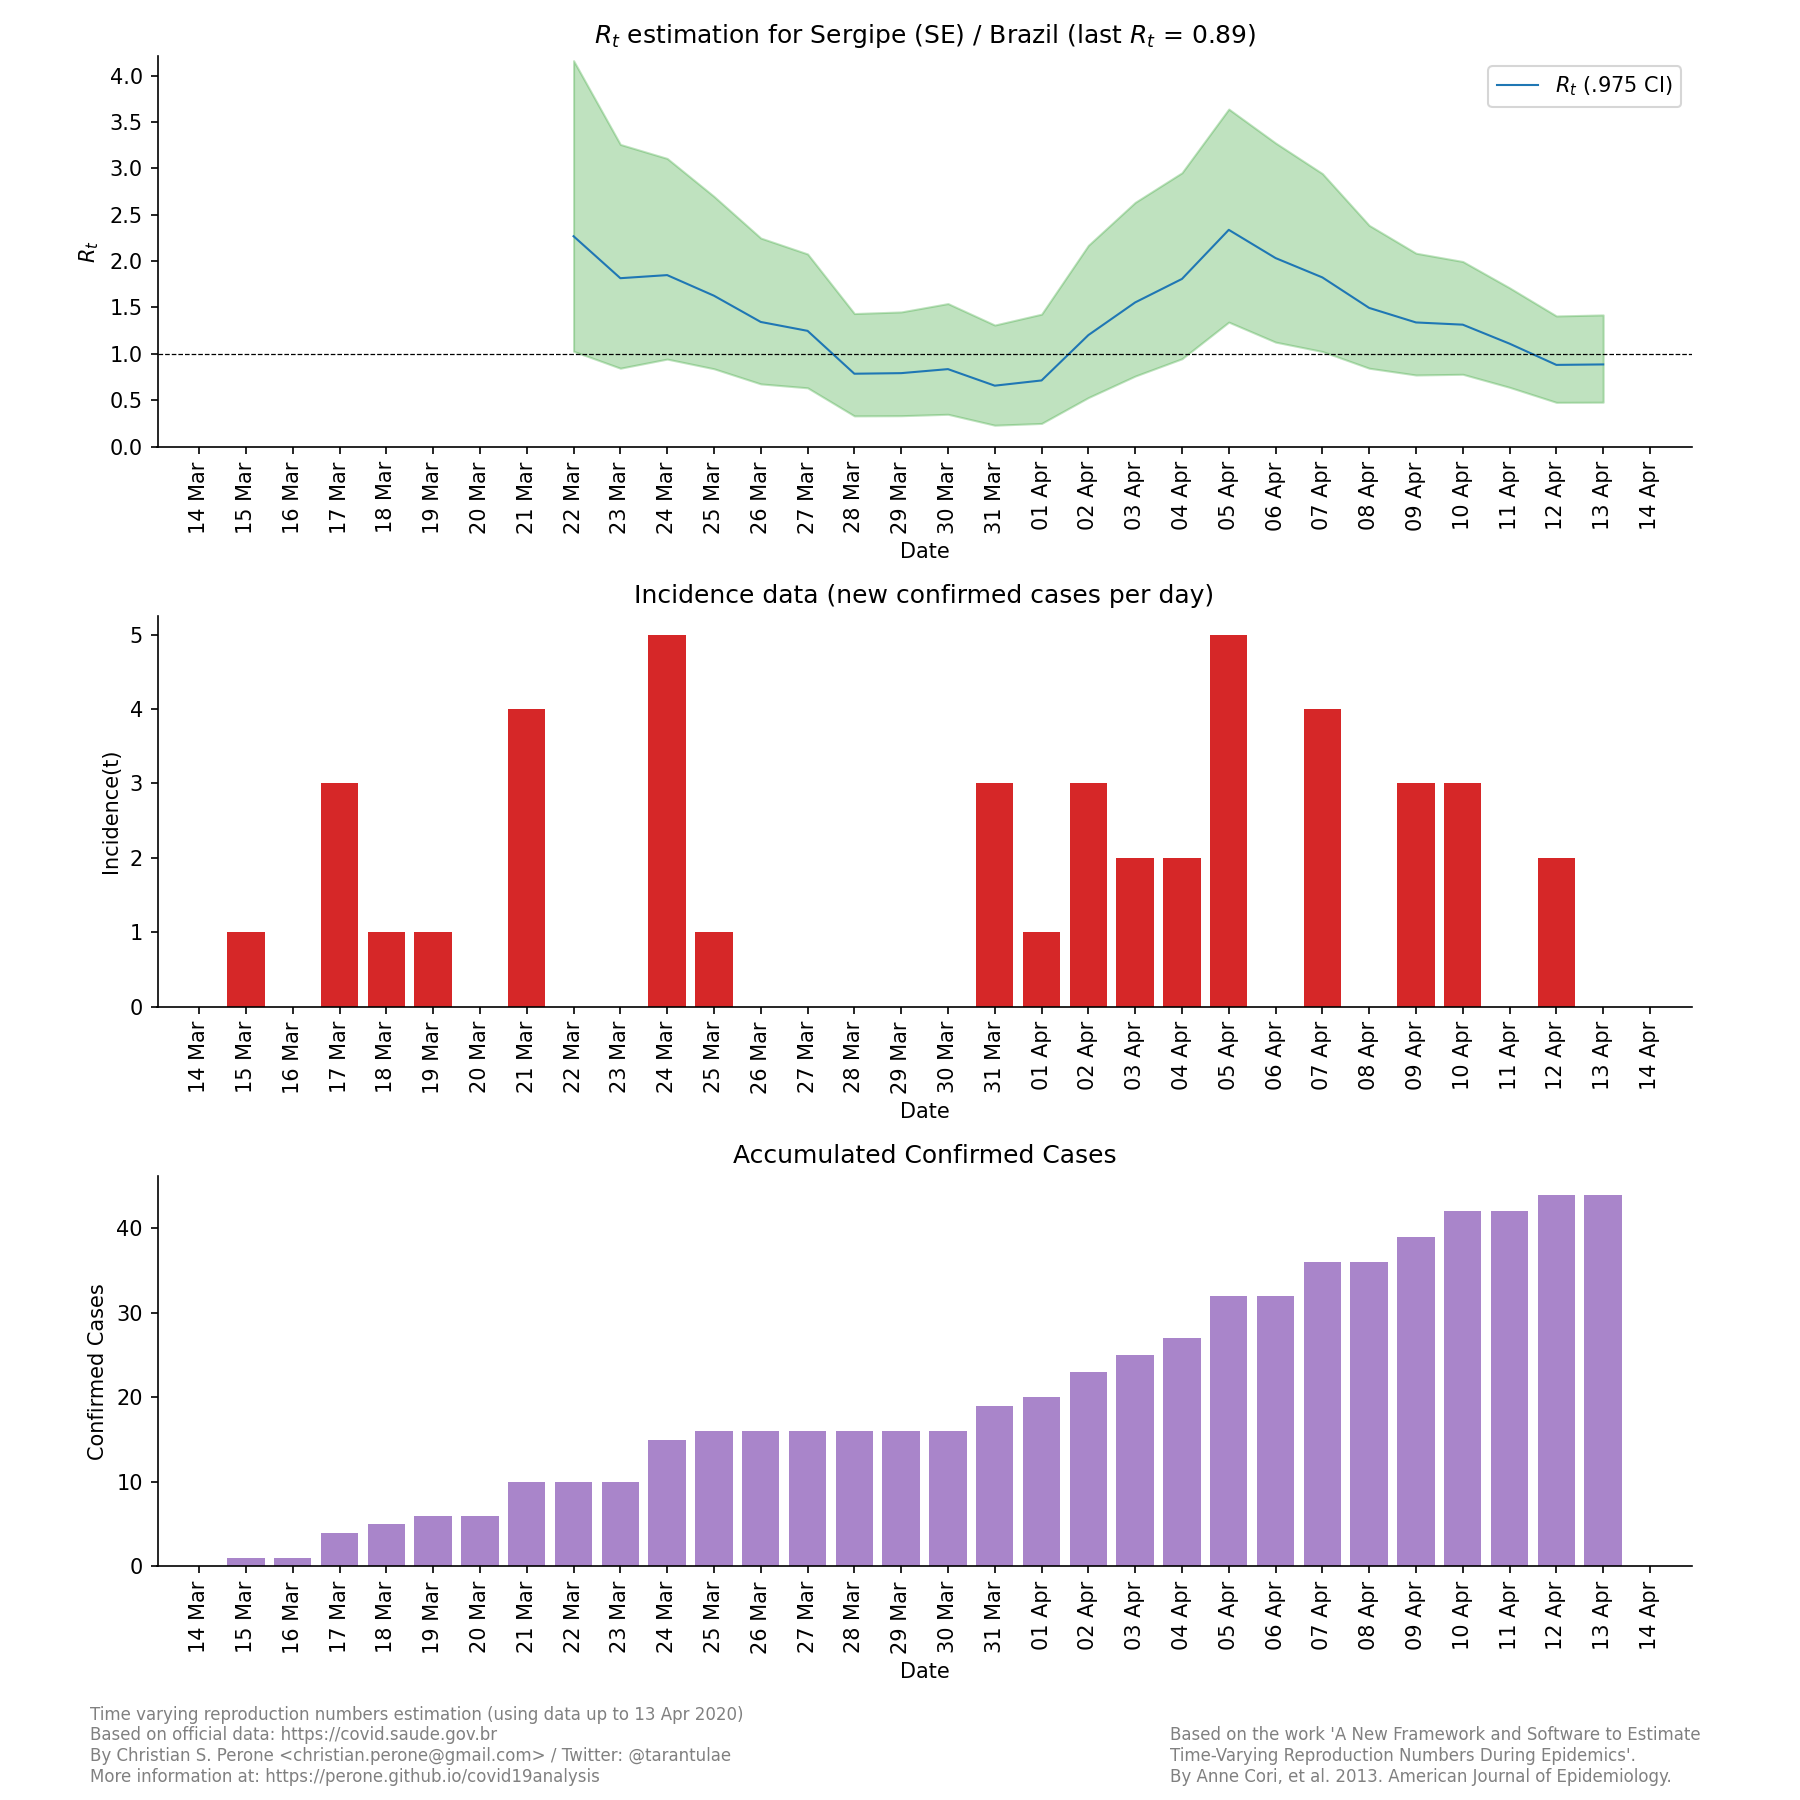 R_t estimation for Sergipe (SE) / Brazil (last R_t = 0.89)
4.0
3.5
3.0
2.5
2.0
1.5
1.0
0.5
0.0
R_t
R_t (.975 CI)
14 Mar 15 Mar 16 Mar 17 Mar 18 Mar 19 Mar 20 Mar 21 Mar 22 Mar 23 Mar 24 Mar 25 Mar 26 Mar 27 Mar 28 Mar 29 Mar 30 Mar 31 Mar 01 Apr 02 Apr 03 Apr 04 Apr 05 Apr 06 Apr 07 Apr 08 Apr 09 Apr 10 Apr 11 Apr 12 Apr 13 Apr 14 Apr
Date
Incidence data (new confirmed cases per day)
5
4
3
2
1
0
Incidence(t)
14 Mar 15 Mar 16 Mar 17 Mar 18 Mar 19 Mar 20 Mar 21 Mar 22 Mar 23 Mar 24 Mar 25 Mar 26 Mar 27 Mar 28 Mar 29 Mar 30 Mar 31 Mar 01 Apr 02 Apr 03 Apr 04 Apr 05 Apr 06 Apr 07 Apr 08 Apr 09 Apr 10 Apr 11 Apr 12 Apr 13 Apr 14 Apr
Date
Accumulated Confirmed Cases
40
30
20
10
0
Confirmed Cases
14 Mar 15 Mar 16 Mar 17 Mar 18 Mar 19 Mar 20 Mar 21 Mar 22 Mar 23 Mar 24 Mar 25 Mar 26 Mar 27 Mar 28 Mar 29 Mar 30 Mar 31 Mar 01 Apr 02 Apr 03 Apr 04 Apr 05 Apr 06 Apr 07 Apr 08 Apr 09 Apr 10 Apr 11 Apr 12 Apr 13 Apr 14 Apr
Date
Time varying reproduction numbers estimation (using data up to 13 Apr 2020)
Based on official data: https://covid.saude.gov.br
By Christian S. Perone <christian.perone@gmail.com> / Twitter: @tarantulae
More information at: https://perone.github.io/covid19analysis
Based on the work 'A New Framework and Software to Estimate
Time-Varying Reproduction Numbers During Epidemics'.
By Anne Cori, et al. 2013. American Journal of Epidemiology.